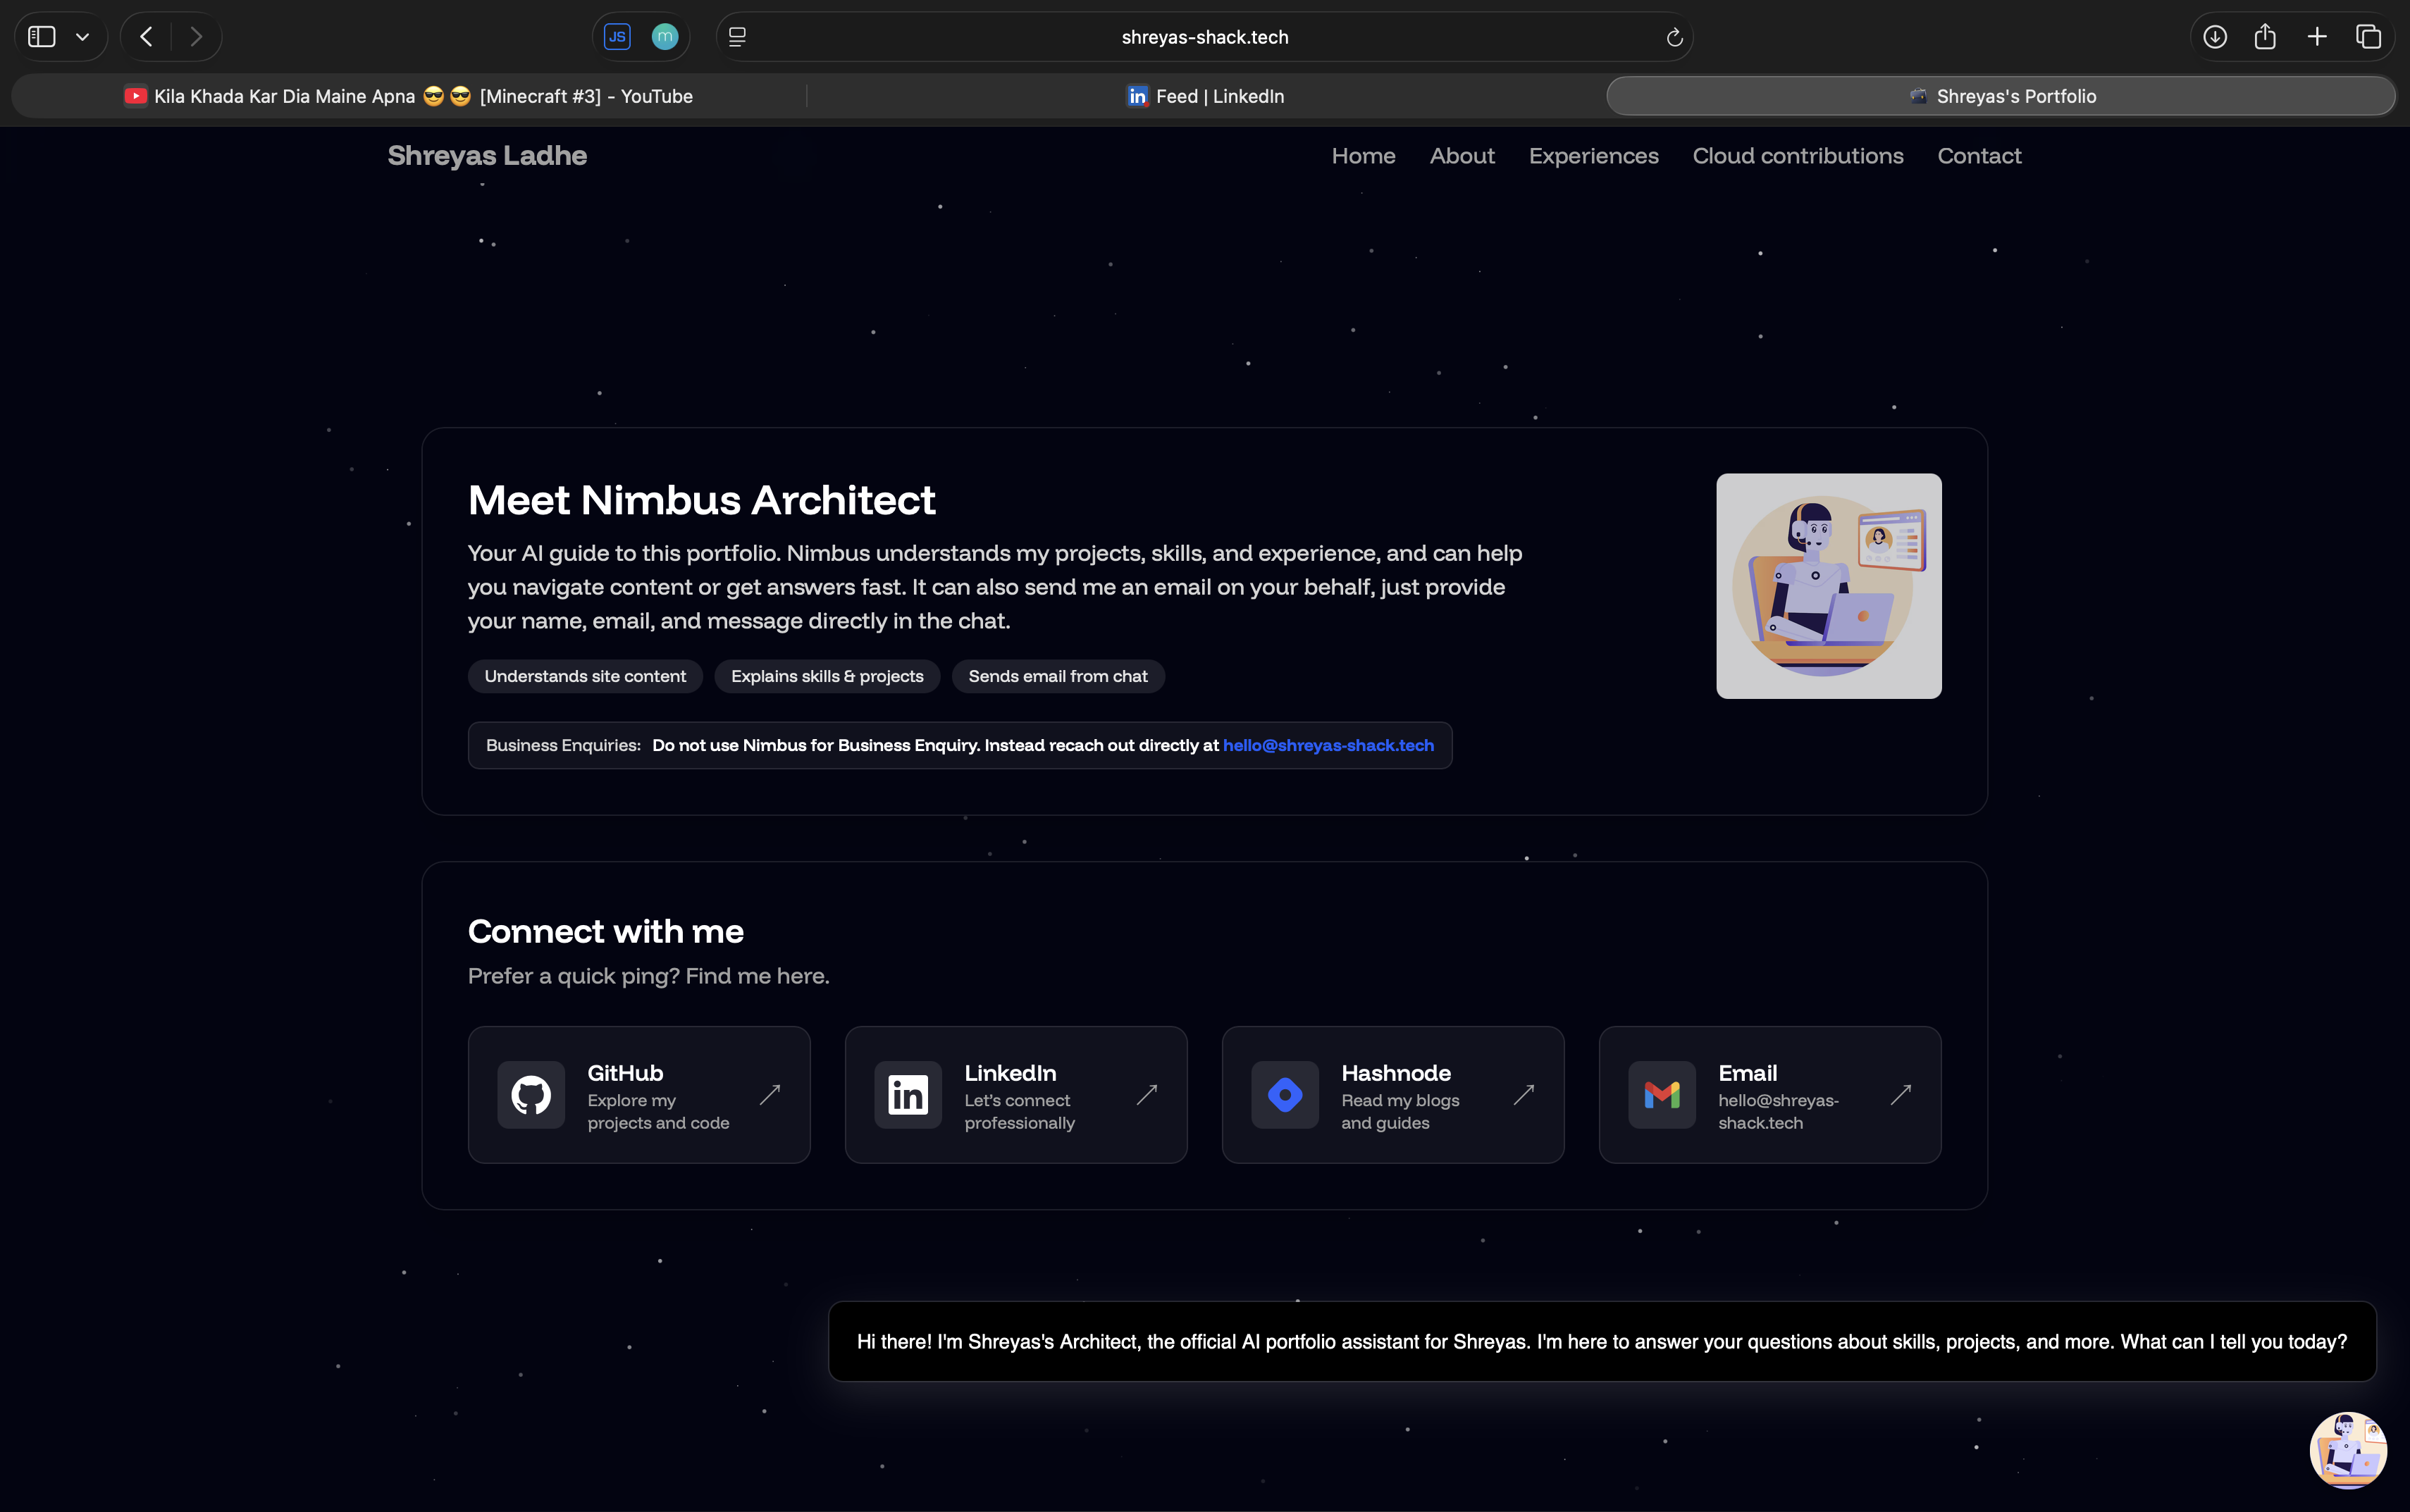 shreyas-shack.tech
Kila Khada Kar Dia Maine Apna 😎😎 [Minecraft #3] - YouTube
Feed | LinkedIn
Shreyas's Portfolio
Shreyas Ladhe
Home
About
Experiences
Cloud contributions
Contact
Meet Nimbus Architect
Your AI guide to this portfolio. Nimbus understands my projects, skills, and experience, and can help
you navigate content or get answers fast. It can also send me an email on your behalf, just provide
your name, email, and message directly in the chat.
Understands site content
Explains skills & projects
Sends email from chat
Business Enquiries: Do not use Nimbus for Business Enquiry. Instead recach out directly at hello@shreyas-shack.tech
Connect with me
Prefer a quick ping? Find me here.
GitHub
Explore my
projects and code
LinkedIn
Let's connect
professionally
Hashnode
Read my blogs
and guides
Email
hello@shreyas-
shack.tech
Hi there! I'm Shreyas's Architect, the official AI portfolio assistant for Shreyas. I'm here to answer your questions about skills, projects, and more. What can I tell you today?